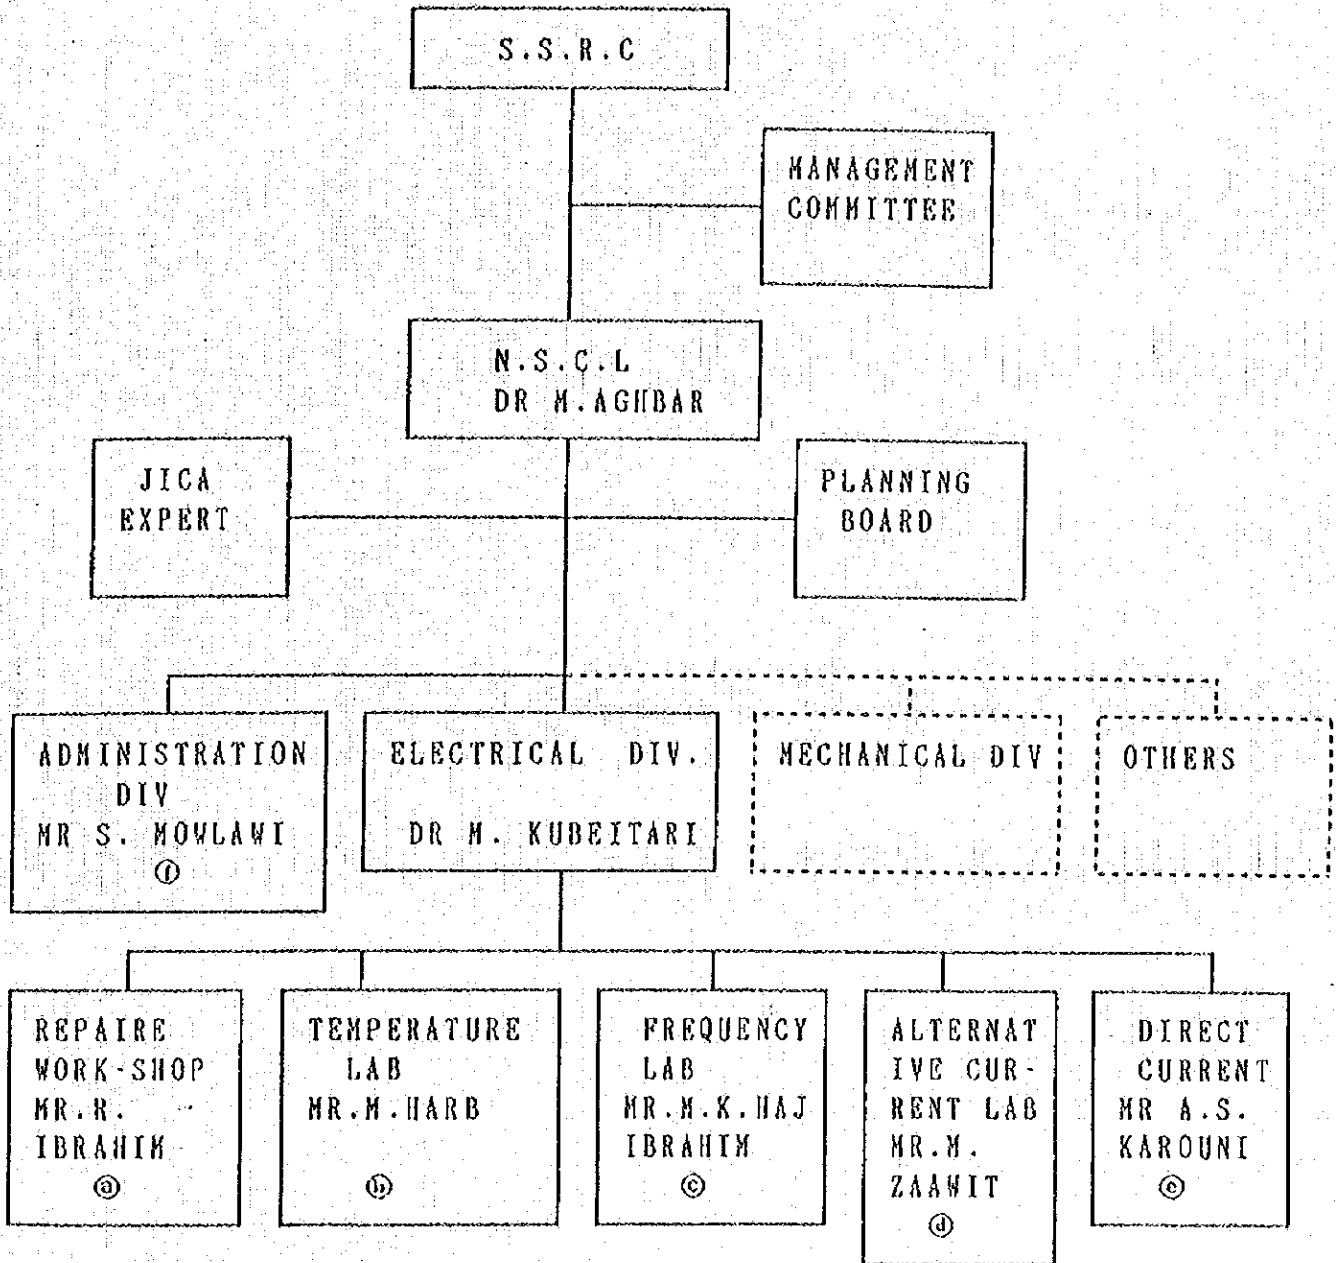 S.S.R.C
MANAGEMENT
COMMITTEE
N.S.C.L
DR M.AGHBAR
JICA
EXPERT
PLANNING
BOARD
ADMINISTRATION
DIV
MR S. MOWLAWI
ⓕ
ELECTRICAL DIV.
DR M. KUBEITARI
MECHANICAL DIV
OTHERS
REPAIRE
WORK-SHOP
MR.R.
IBRAHIM
ⓐ
TEMPERATURE
LAB
MR.M.HARB
ⓑ
FREQUENCY
LAB
MR.M.K.HAJ
IBRAHIM
ⓒ
ALTERNAT
IVE CUR-
RENT LAB
MR.M.
ZAAWIT
ⓓ
DIRECT
CURRENT
MR A.S.
KAROUNI
ⓔ